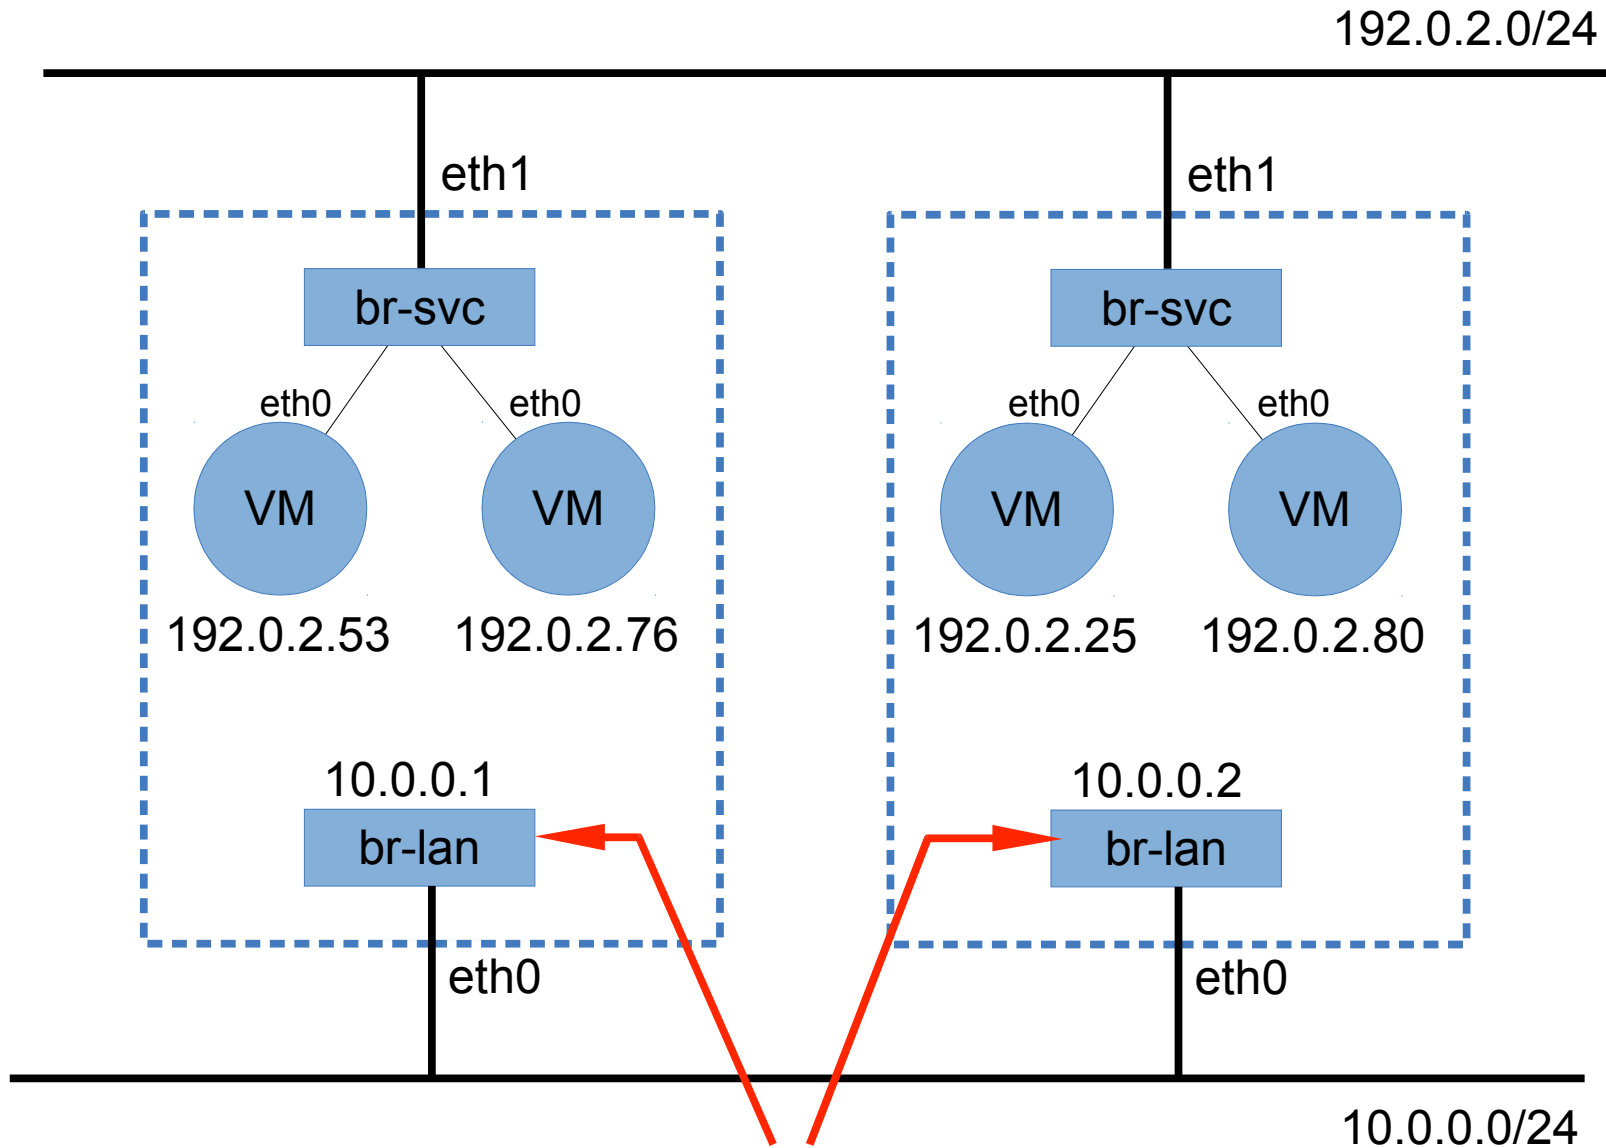 192.0.2.0/24
eth1 eth1
br-svc br-svc
eth0 eth0 eth0 eth0
VM VM VM VM
192.0.2.53 192.0.2.76 192.0.2.25 192.0.2.80
10.0.0.1 10.0.0.2
br-lan br-lan
eth0 eth0
10.0.0.0/24